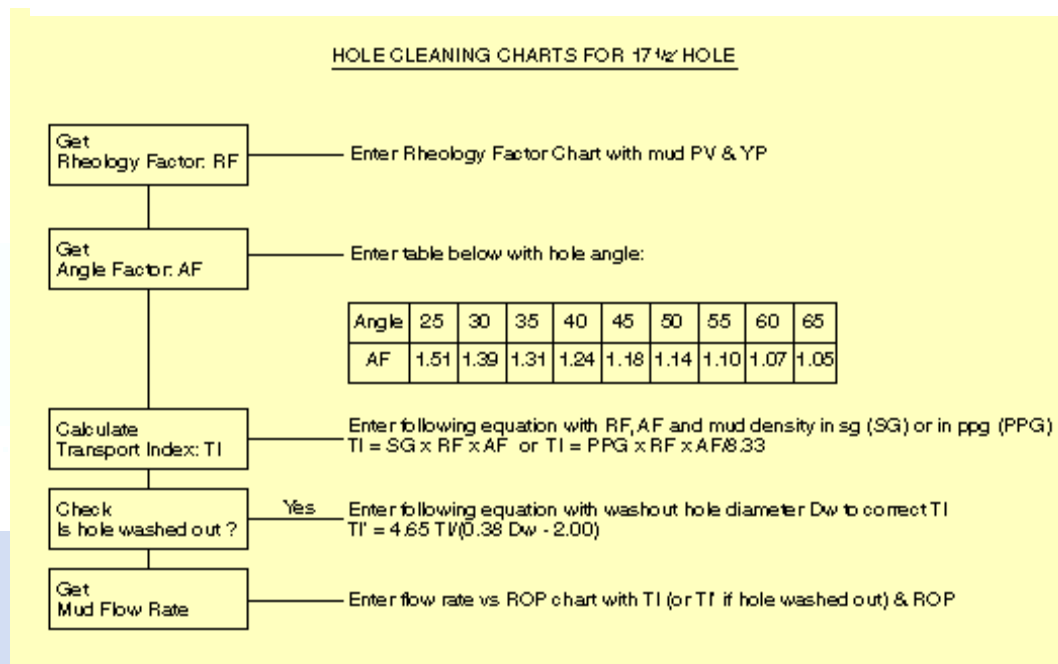 HOLE CLEANING CHARTS FOR 17 1/2" HOLE
Get
Rheology Factor: RF
Enter Rheology Factor Chart with mud PV & YP
Get
Angle Factor: AF
Enter table below with hole angle:
Angle 25 30 35 40 45 50 55 60 65
AF 1.51 1.39 1.31 1.24 1.18 1.14 1.10 1.07 1.05
Calculate
Transport Index: TI
Enter following equation with RF, AF and mud density in sg (SG) or in ppg (PPG)
TI = SG x RF x AF or TI = PPG x RF x AF/8.33
Check
Is hole washed out ?
Yes
Enter following equation with washout hole diameter Dw to correct TI
TI' = 4.65 TI/(0.38 Dw - 2.00)
Get
Mud Flow Rate
Enter flow rate vs ROP chart with TI (or TI' if hole washed out) & ROP